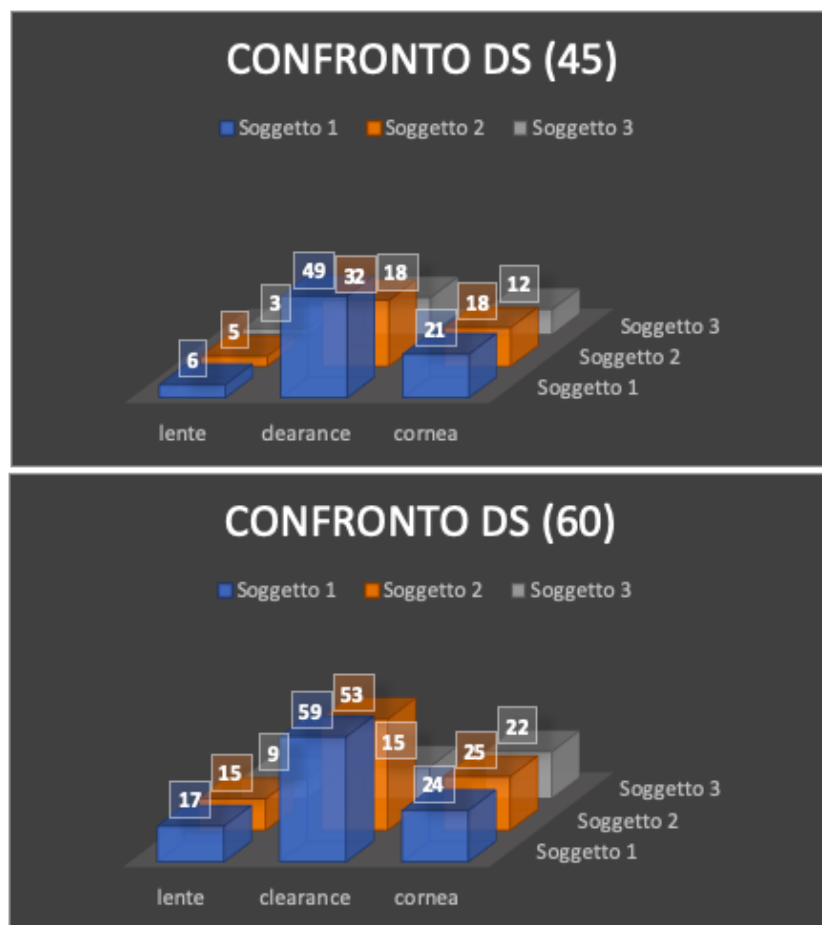 CONFRONTO DS (45)
Soggetto 1 Soggetto 2 Soggetto 3
49 32 18
3 12
5 18
6 21
Soggetto 3
Soggetto 2
Soggetto 1
lente clearance cornea
CONFRONTO DS (60)
Soggetto 1 Soggetto 2 Soggetto 3
53
59
9 15 22
15 25
17 24
Soggetto 3
Soggetto 2
Soggetto 1
lente clearance cornea